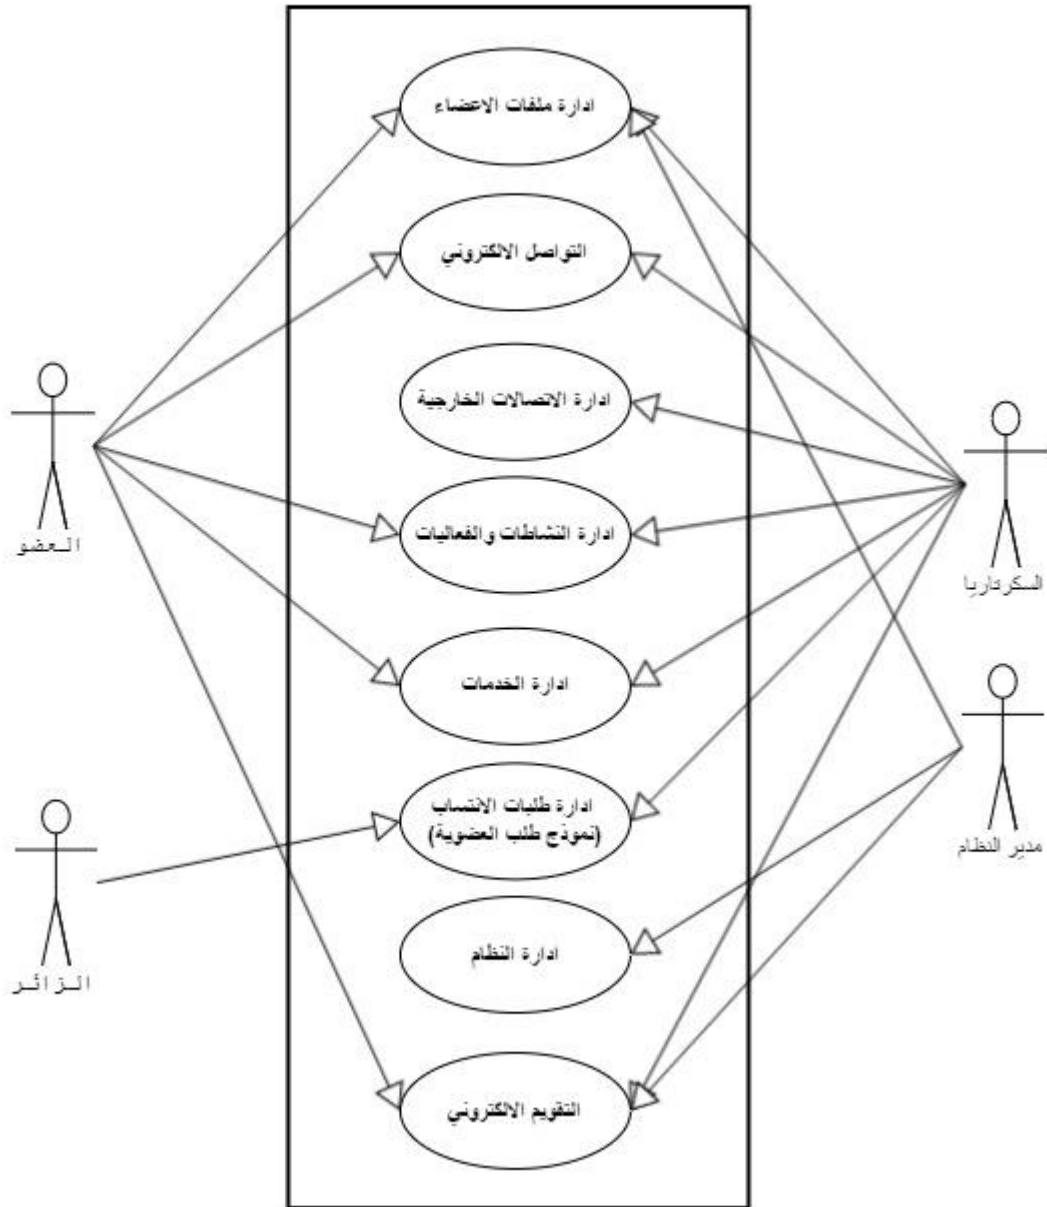 ادارة ملفات الاعضاء
التواصل الالكتروني
ادارة الاتصالات الخارجية
ادارة النشاطات والفعاليات
ادارة الخدمات
ادارة طلبات الانتساب
(نموذج طلب العضوية)
ادارة النظام
التقويم الالكتروني
العضو
الزائر
السكرتاريا
مدير النظام